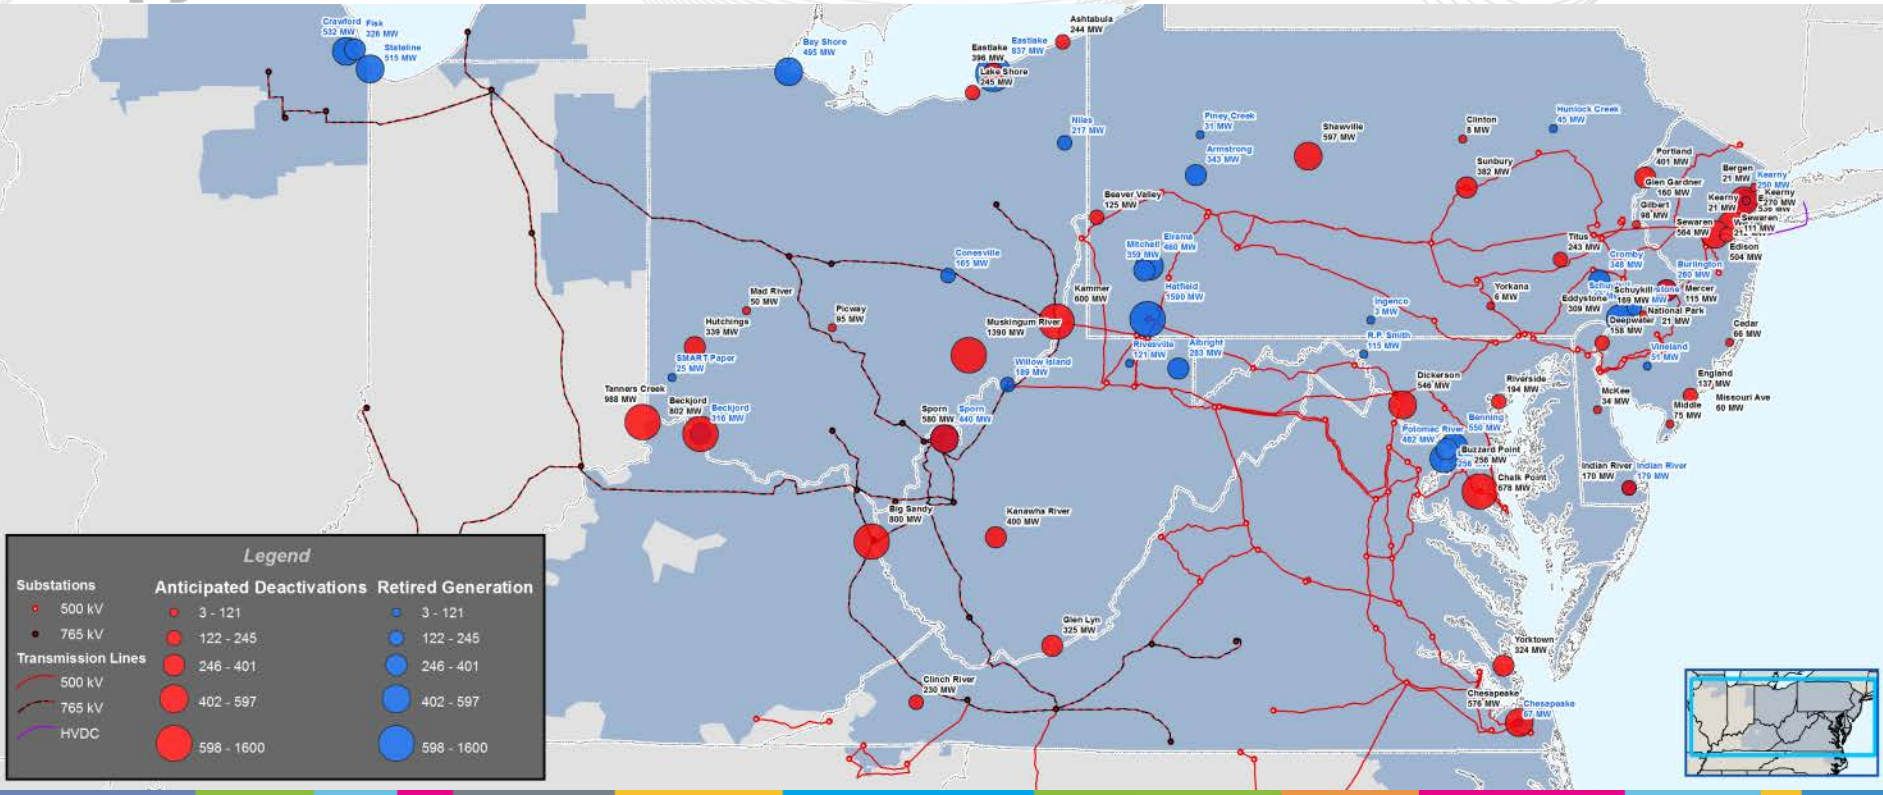 Crawford
532 MW
Fisk
326 MW
Stateline
515 MW
Bay Shore
495 MW
Eastlake
396 MW
Eastlake
837 MW
Ashtabula
244 MW
Lake Shore
245 MW
Niles
217 MW
Piney Creek
31 MW
Armstrong
343 MW
Shawville
597 MW
Clinton
8 MW
Hunlock Creek
45 MW
Sunbury
382 MW
Portland
401 MW
Bergen
21 MW
Kearny
250 MW
Glen Gardner
160 MW
Kearny
21 MW
Kearny
270 MW
Gilbert
98 MW
Sewaren
564 MW
Sewaren
111 MW
Edison
504 MW
Beaver Valley
125 MW
Mitchell
359 MW
Elrama
460 MW
Hatfield
1590 MW
Titus
243 MW
Cromby
348 MW
Burlington
260 MW
Yorkana
6 MW
Eddystone
309 MW
Schuykill
169 MW
Mercer
115 MW
National Park
21 MW
Deepwater
158 MW
Cedar
66 MW
Vineland
51 MW
Ingenco
3 MW
R.P. Smith
115 MW
Conesville
165 MW
Kammer
600 MW
Mad River
50 MW
Picway
95 MW
Hutchings
339 MW
Muskingum River
1390 MW
SMART Paper
25 MW
Willow Island
189 MW
Rivesville
121 MW
Albright
283 MW
Tanners Creek
988 MW
Beckjord
802 MW
Beckjord
316 MW
Sporn
580 MW
Sporn
440 MW
Dickerson
546 MW
Riverside
194 MW
McKee
34 MW
England
137 MW
Missouri Ave
60 MW
Middle
75 MW
Benning
550 MW
Potomac River
482 MW
Buzzard Point
256 MW
Chalk Point
678 MW
Indian River
170 MW
Indian River
179 MW
Big Sandy
800 MW
Kanawha River
400 MW
Glen Lyn
325 MW
Clinch River
230 MW
Yorktown
324 MW
Chesapeake
576 MW
Chesapeake
67 MW
Legend
Substations
500 kV
765 kV
Transmission Lines
500 kV
765 kV
HVDC
Anticipated Deactivations
3 - 121
122 - 245
246 - 401
402 - 597
598 - 1600
Retired Generation
3 - 121
122 - 245
246 - 401
402 - 597
598 - 1600